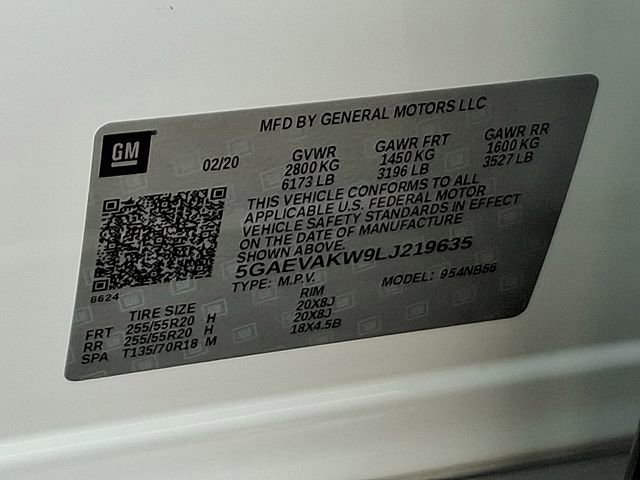 MFD BY GENERAL MOTORS LLC
GM
02/20
GVWR GAWR FRT GAWR RR
2800 KG 1450 KG 1600 KG
6173 LB 3196 LB 3527 LB
THIS VEHICLE CONFORMS TO ALL
APPLICABLE U.S. FEDERAL MOTOR
VEHICLE SAFETY STANDARDS IN EFFECT
ON THE DATE OF MANUFACTURE
SHOWN ABOVE.
5GAEVAKW9LJ219635
TYPE: M.P.V. MODEL: 954NB56
8624
TIRE SIZE RIM
FRT 255/55R20 H 20X8J
RR 255/55R20 H 20X8J
SPA T135/70R18 M 18X4.5B